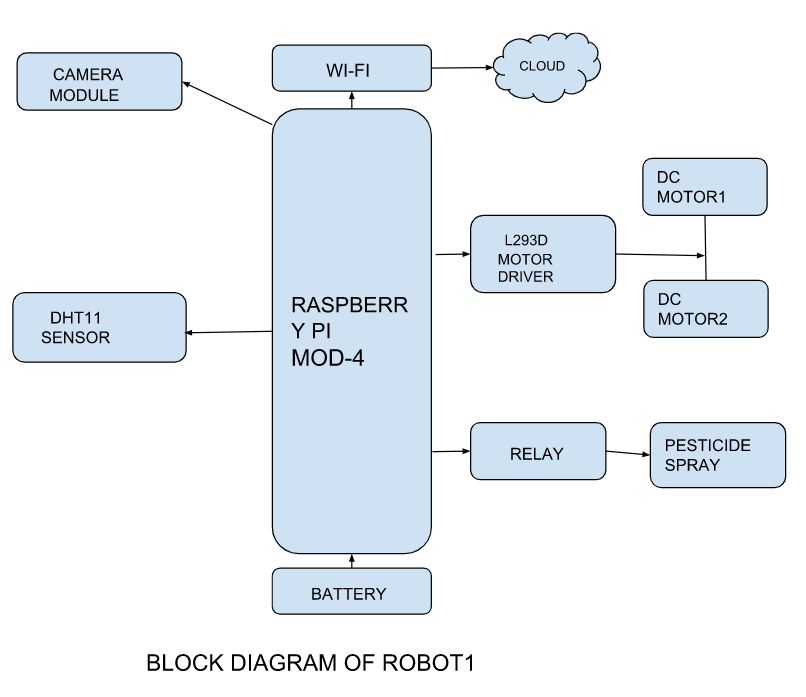 WI-FI
CLOUD
CAMERA
MODULE
DC
MOTOR1
L293D
MOTOR
DRIVER
DC
MOTOR2
RASPBERR
Y PI
MOD-4
DHT11
SENSOR
RELAY
PESTICIDE
SPRAY
BATTERY
BLOCK DIAGRAM OF ROBOT1